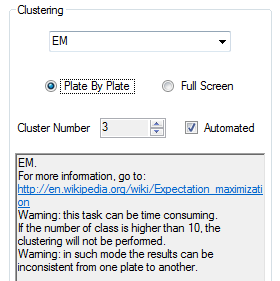 Clustering
EM
Plate By Plate
Full Screen
Cluster Number
3
Automated
EM.
For more information, go to:
http://en.wikipedia.org/wiki/Expectation_maximizati
on
Warning: this task can be time consuming.
If the number of class is higher than 10, the
clustering will not be performed.
Warning: in such mode the results can be
inconsistent from one plate to another.